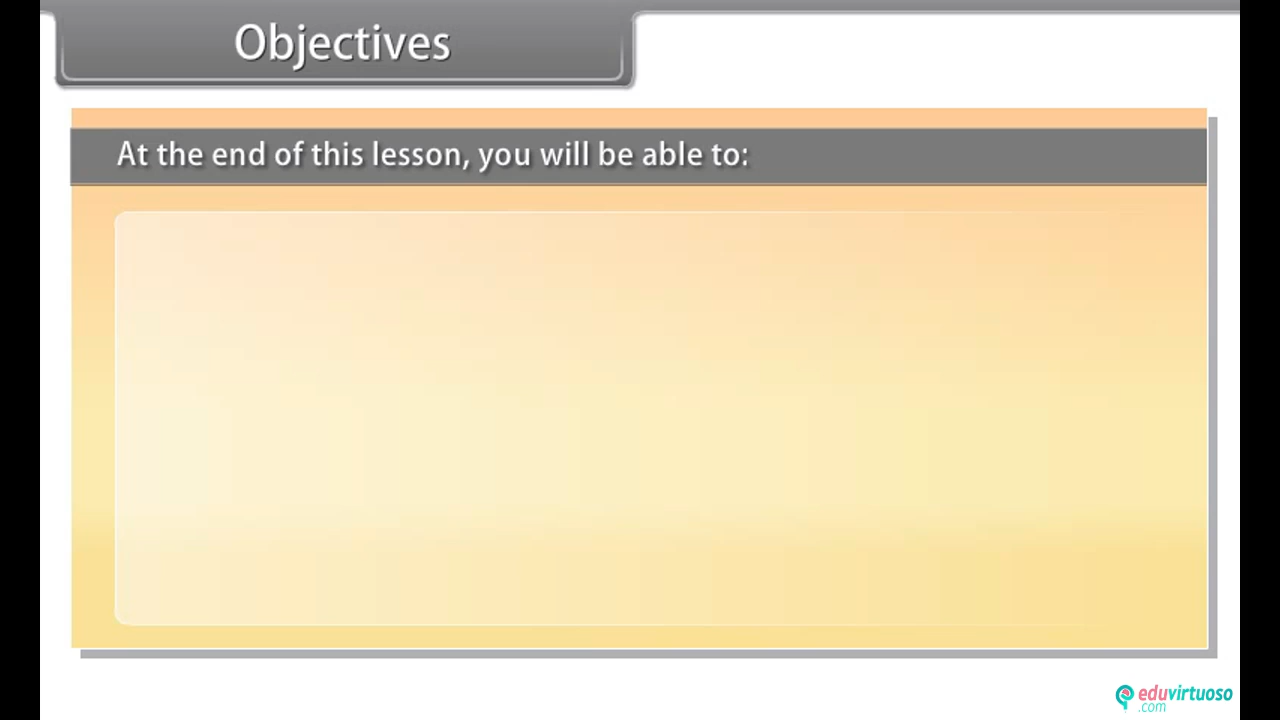 Objectives
At the end of this lesson, you will be able to:
eduvirtuoso
.com